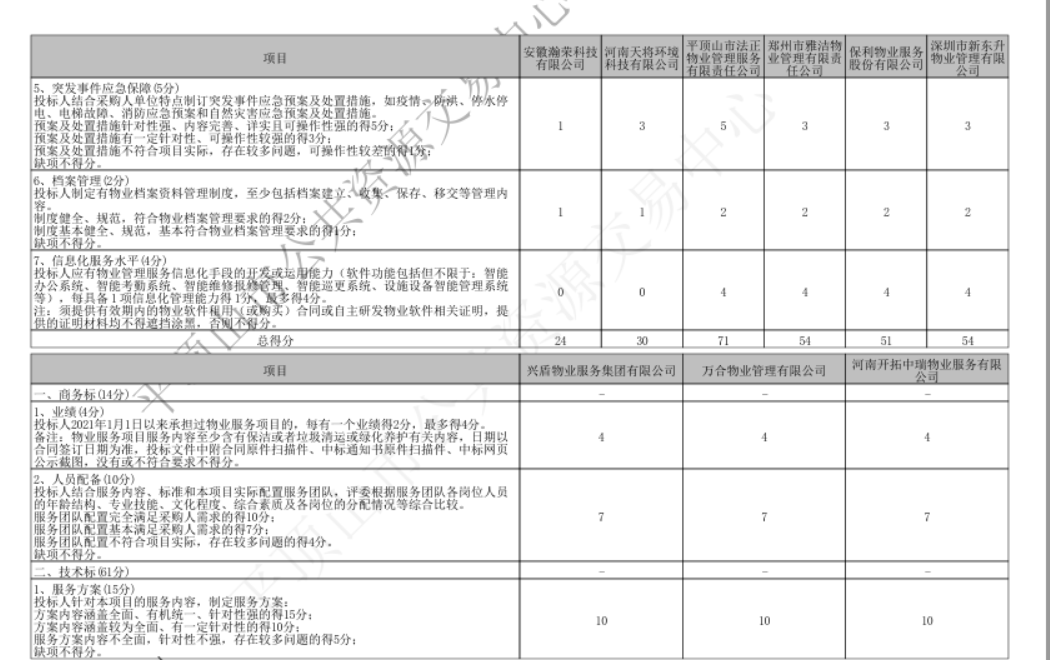 项目
安徽瀚荣科技有限公司
河南天将环境科技有限公司
平顶山市法正物业管理服务有限责任公司
郑州市雅洁物业管理有限责任公司
保利物业服务股份有限公司
深圳市新东升物业管理有限公司
5、突发事件应急保障(5分)
投标人结合采购人单位特点制订突发事件应急预案及处置措施，如疫情、防洪、停水停
电、电梯故障、消防应急预案和自然灾害应急预案及处置措施。
预案及处置措施针对性强、内容完善、详实且可操作性强的得5分；
预案及处置措施有一定针对性、可操作性较强的得3分；
预案及处置措施不符合项目实际，存在较多问题，可操作性较差的得1分；
缺项不得分。
1 3 5 3 3 3
6、档案管理(2分)
投标人制定有物业档案资料管理制度，至少包括档案建立、收集、保存、移交等管理内
容。
制度健全、规范，符合物业档案管理要求的得2分；
制度基本健全、规范，基本符合物业档案管理要求的得1分；
缺项不得分。
1 1 2 2 2 2
7、信息化服务水平(4分)
投标人应有物业管理服务信息化手段的开发或运用能力（软件功能包括但不限于：智能
办公系统、智能考勤系统、智能维修报修管理、智能巡更系统、设施设备智能管理系统
等），每具备1项信息化管理能力得1分，最多得4分。
注：须提供有效期内的物业软件租用（或购买）合同或自主研发物业软件相关证明，提
供的证明材料均不得遮挡涂黑，否则不得分。
0 0 4 4 4 4
总得分 24 30 71 54 51 54
项目
兴盾物业服务集团有限公司
万合物业管理有限公司
河南开拓中瑞物业服务有限公司
一、商务标(14分) － － －
1、业绩(4分)
投标人2021年1月1日以来承担过物业服务项目的，每有一个业绩得2分，最多得4分。
备注：物业服务项目服务内容至少含有保洁或者垃圾清运或绿化养护有关内容，日期以
合同签订日期为准，投标文件中附合同原件扫描件、中标通知书原件扫描件、中标网页
公示截图，没有或不符合要求不得分。
4 4 4
2、人员配备(10分)
投标人结合服务内容、标准和本项目实际配置服务团队，评委根据服务团队各岗位人员
的年龄结构、专业技能、文化程度、综合素质及各岗位的分配情况等综合比较。
服务团队配置完全满足采购人需求的得10分；
服务团队配置基本满足采购人需求的得7分；
服务团队配置不符合项目实际，存在较多问题的得4分。
缺项不得分。
7 7 7
二、技术标(61分) － － －
1、服务方案(15分)
投标人针对本项目的服务内容，制定服务方案：
方案内容涵盖全面、有机统一、针对性强的得15分；
方案内容涵盖较为全面、有一定针对性的得10分；
服务方案内容不全面，针对性不强，存在较多问题的得5分；
缺项不得分。
10 10 10
平顶山市公共资源交易中心
平顶山市公共资源交易中心